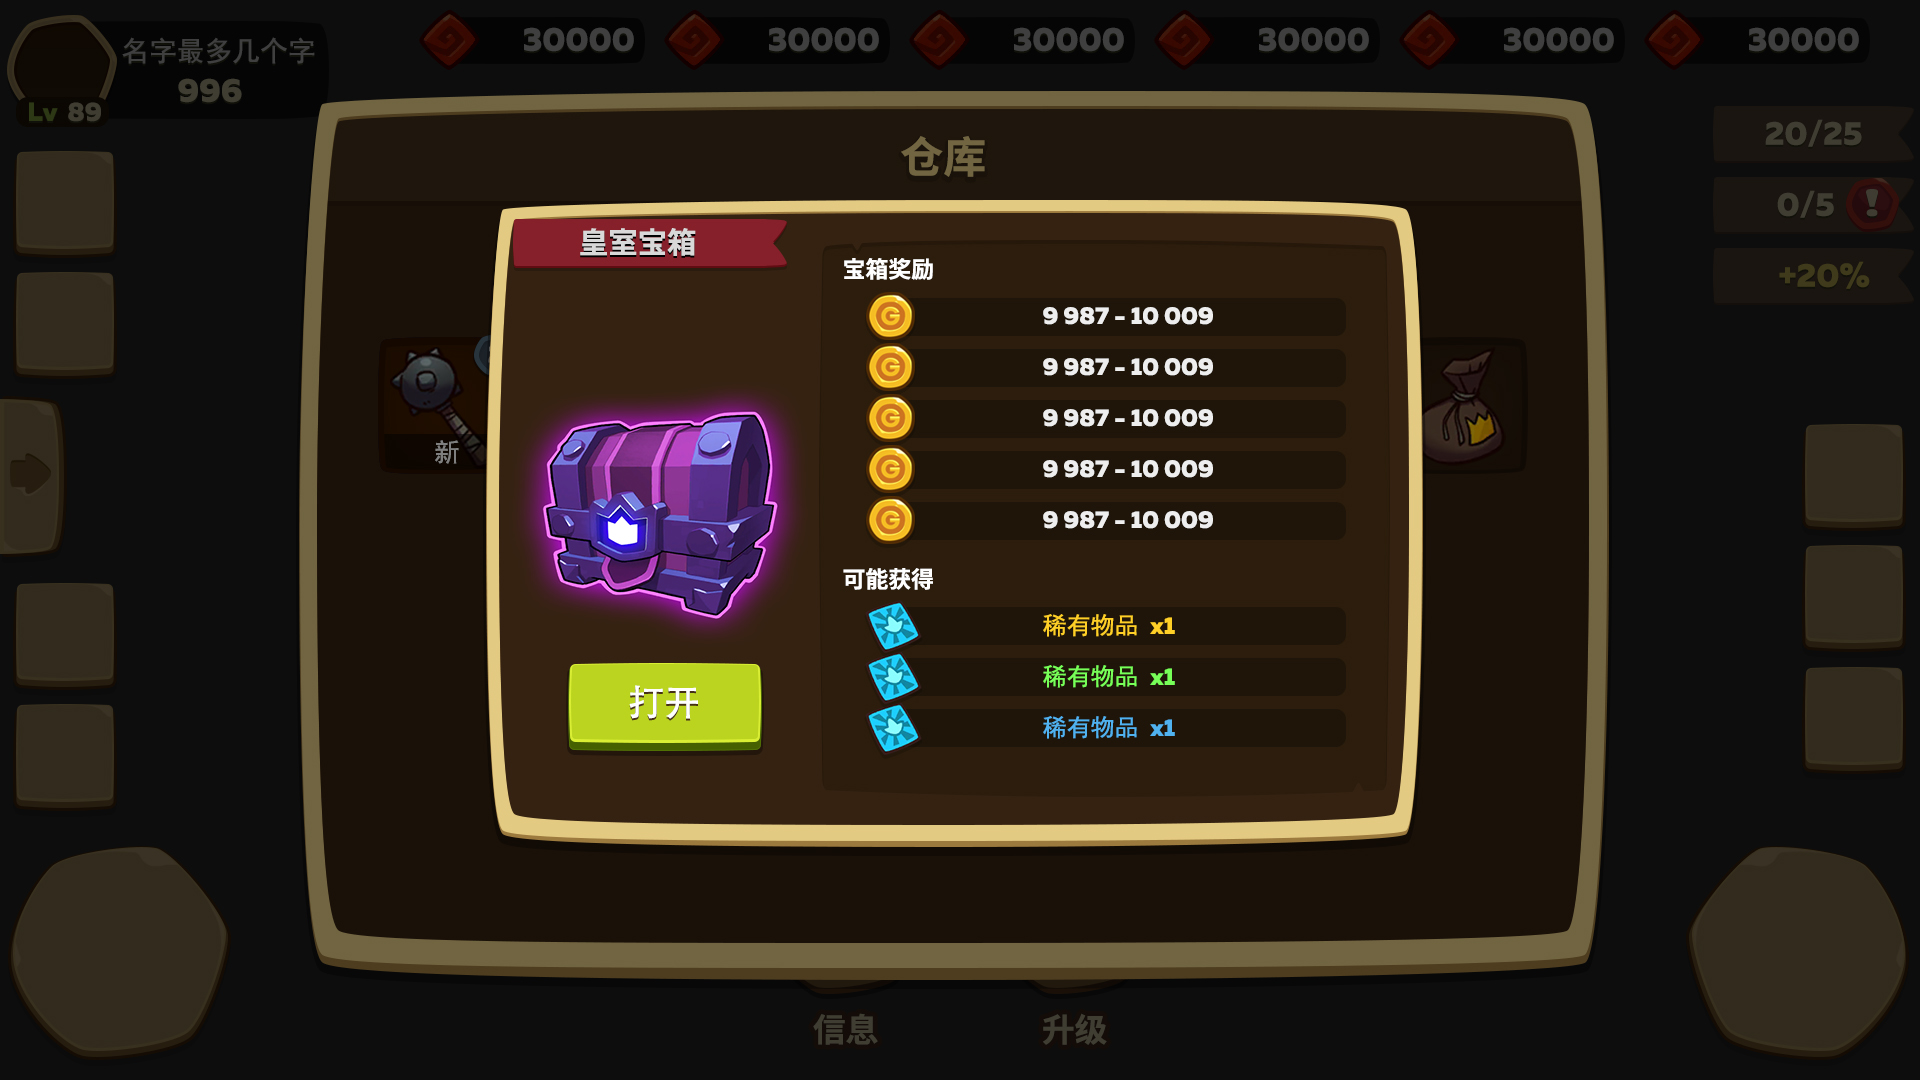 名字最多几个字
996
Lv 89
30000
30000
30000
30000
30000
30000
20/25
0/5
+20%
仓库
新
皇室宝箱
打开
宝箱奖励
9 987 - 10 009
9 987 - 10 009
9 987 - 10 009
9 987 - 10 009
9 987 - 10 009
可能获得
稀有物品 x1
稀有物品 x1
稀有物品 x1
信息
升级